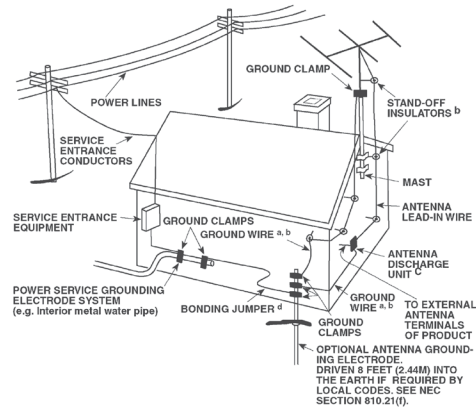 GROUND CLAMP
POWER LINES
STAND-OFF
INSULATORS b
SERVICE
ENTRANCE
CONDUCTORS
MAST
ANTENNA
LEAD-IN WIRE
SERVICE ENTRANCE
EQUIPMENT
GROUND CLAMPS
GROUND WIRE a, b
ANTENNA
DISCHARGE
UNIT C
POWER SERVICE GROUNDING
ELECTRODE SYSTEM
(e.g. Interior metal water pipe)
BONDING JUMPER d
GROUND
WIRE a, b
TO EXTERNAL
ANTENNA
TERMINALS
OF PRODUCT
GROUND
CLAMPS
OPTIONAL ANTENNA GROUND-
ING ELECTRODE.
DRIVEN 8 FEET (2.44M) INTO
THE EARTH IF REQUIRED BY
LOCAL CODES. SEE NEC
SECTION 810.21(f).